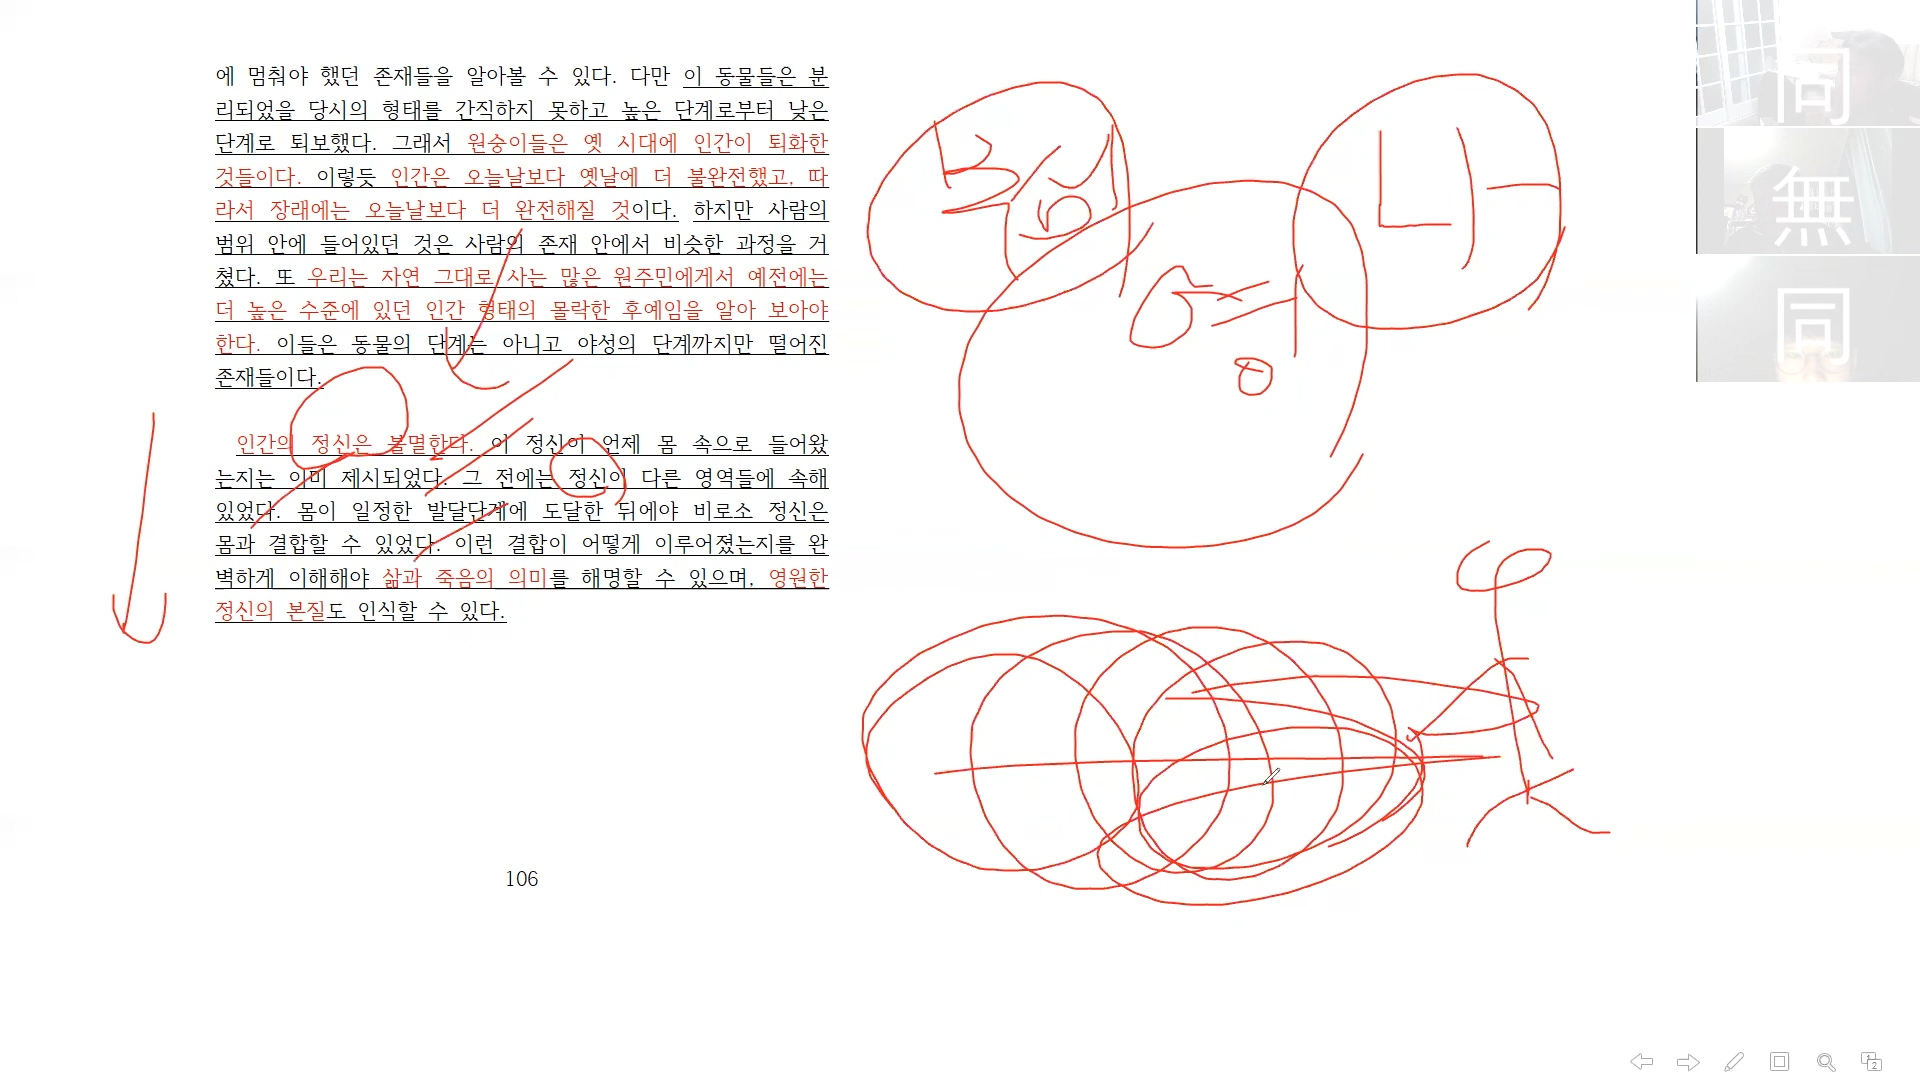 에 멈춰야 했던 존재들을 알아볼 수 있다. 다만 이 동물들은 분
리되었을 당시의 형태를 간직하지 못하고 높은 단계로부터 낮은
단계로 퇴보했다. 그래서 원숭이들은 옛 시대에 인간이 퇴화한
것들이다. 이렇듯 인간은 오늘날보다 옛날에 더 불완전했고, 따
라서 장래에는 오늘날보다 더 완전해질 것이다. 하지만 사람의
범위 안에 들어있던 것은 사람의 존재 안에서 비슷한 과정을 거
쳤다. 또 우리는 자연 그대로 사는 많은 원주민에게서 예전에는
더 높은 수준에 있던 인간 형태의 몰락한 후예임을 알아 보아야
한다. 이들은 동물의 단계는 아니고 야성의 단계까지만 떨어진
존재들이다.
인간의 정신은 불멸한다. 이 정신이 언제 몸 속으로 들어왔
는지는 이미 제시되었다. 그 전에는 정신이 다른 영역들에 속해
있었다. 몸이 일정한 발달단계에 도달한 뒤에야 비로소 정신은
몸과 결합할 수 있었다. 이런 결합이 어떻게 이루어졌는지를 완
벽하게 이해해야 삶과 죽음의 의미를 해명할 수 있으며, 영원한
정신의 본질도 인식할 수 있다.
106
나
同
無
同